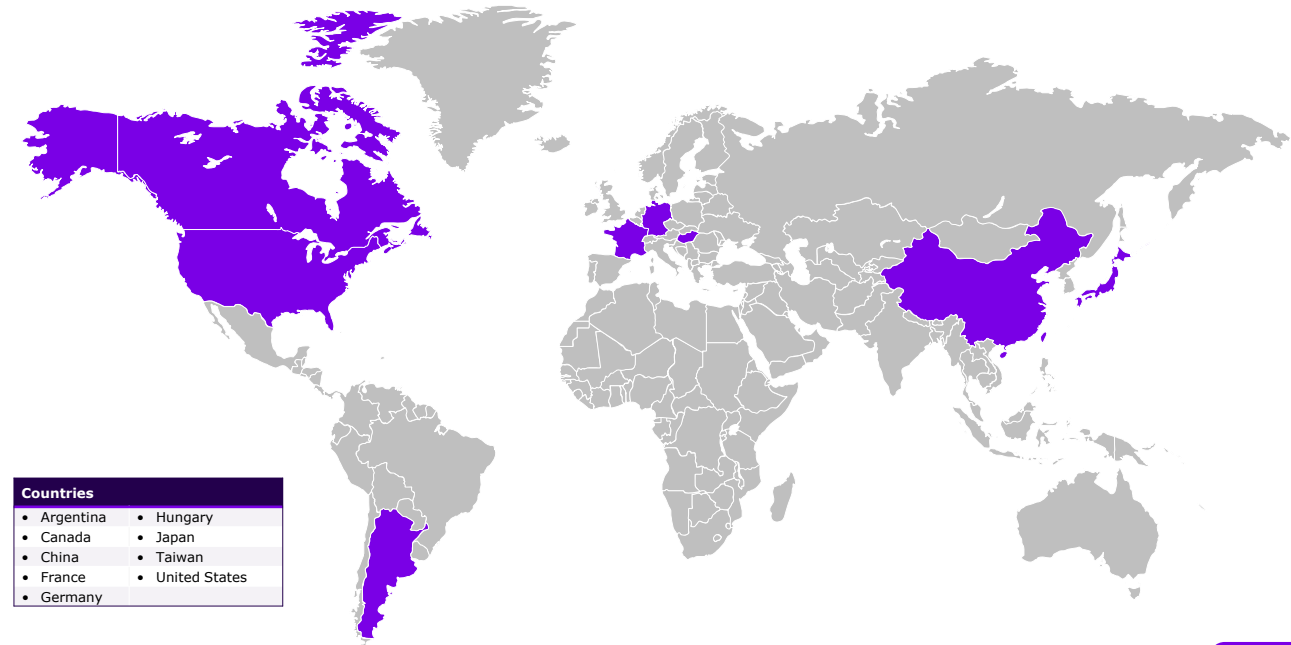 Countries
• Argentina • Hungary
• Canada • Japan
• China • Taiwan
• France • United States
• Germany